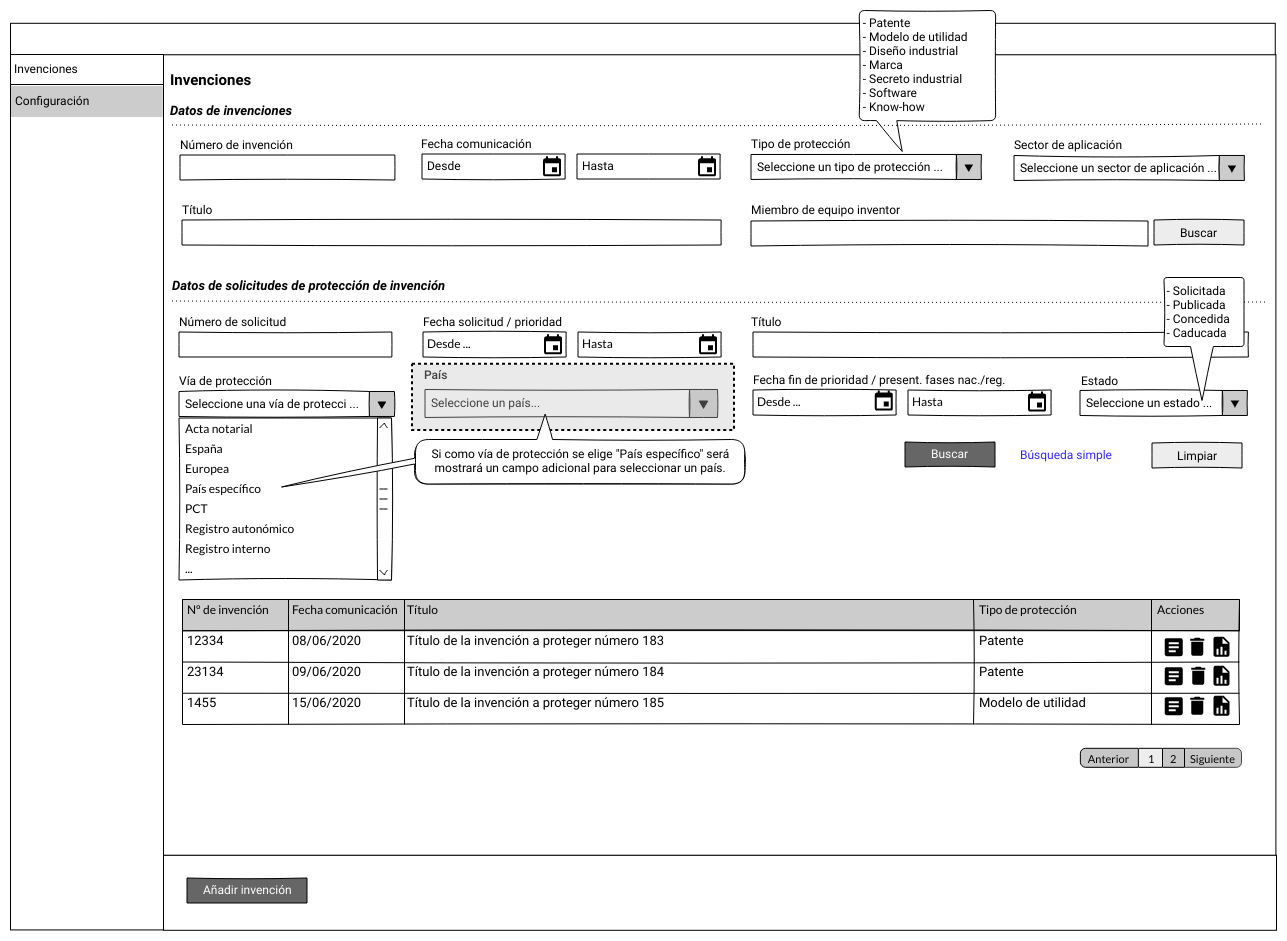 - Patente
- Modelo de utilidad
- Diseño industrial
- Marca
- Secreto industrial
- Software
- Know-how
Invenciones
Configuración
Invenciones
Datos de invenciones
Número de invención
Fecha comunicación
Tipo de protección
Sector de aplicación
Desde
Hasta
Seleccione un tipo de protección ...
Seleccione un sector de aplicación ...
Título
Miembro de equipo inventor
Buscar
Datos de solicitudes de protección de invención
- Solicitada
- Publicada
- Concedida
- Caducada
Número de solicitud
Fecha solicitud / prioridad
Título
Desde ...
Hasta
Vía de protección
País
Fecha fin de prioridad / present. fases nac./reg.
Estado
Seleccione una vía de protecci ...
Seleccione un país...
Desde ...
Hasta
Seleccione un estado ...
Acta notarial
España
Europea
País específico
PCT
Registro autonómico
Registro interno
...
Si como vía de protección se elige "País específico" será
mostrará un campo adicional para seleccionar un país.
Buscar
Búsqueda simple
Limpiar
Nº de invención Fecha comunicación Título Tipo de protección Acciones
12334 08/06/2020 Título de la invención a proteger número 183 Patente
23134 09/06/2020 Título de la invención a proteger número 184 Patente
1455 15/06/2020 Título de la invención a proteger número 185 Modelo de utilidad
Anterior 1 2 Siguiente
Añadir invención